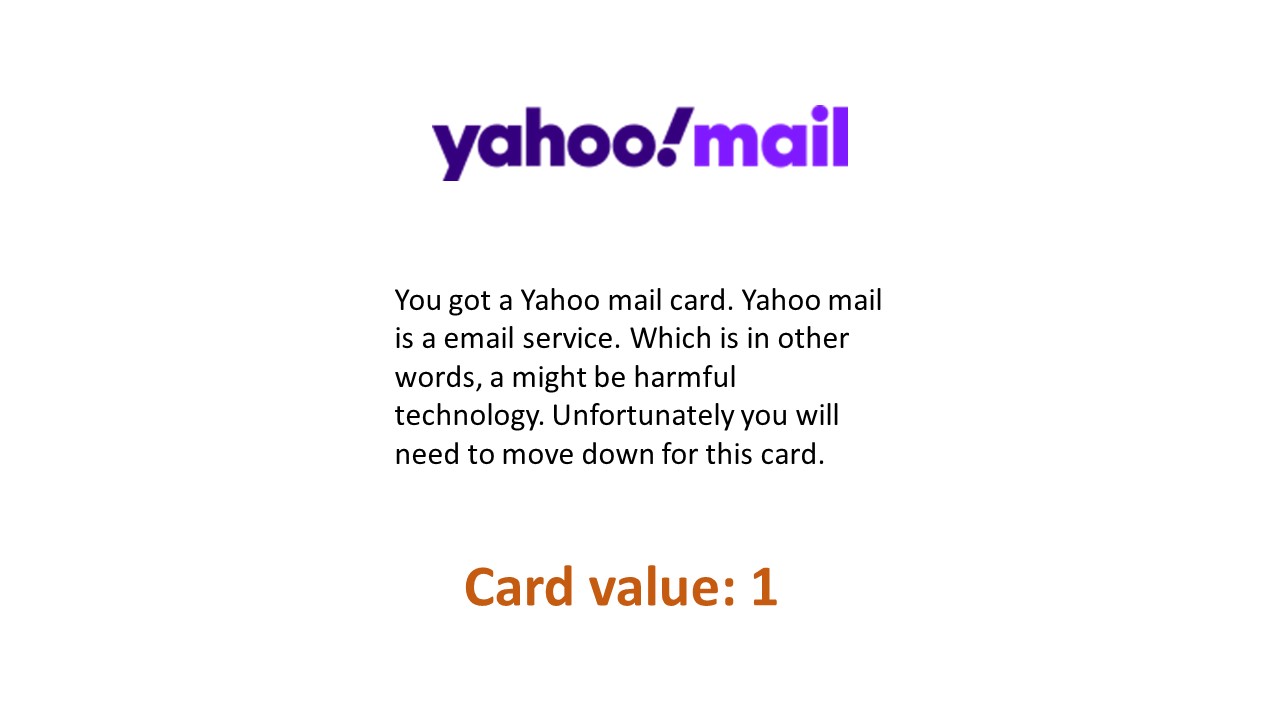 yahoo!mail
You got a Yahoo mail card. Yahoo mail
is a email service. Which is in other
words, a might be harmful
technology. Unfortunately you will
need to move down for this card.
Card value: 1